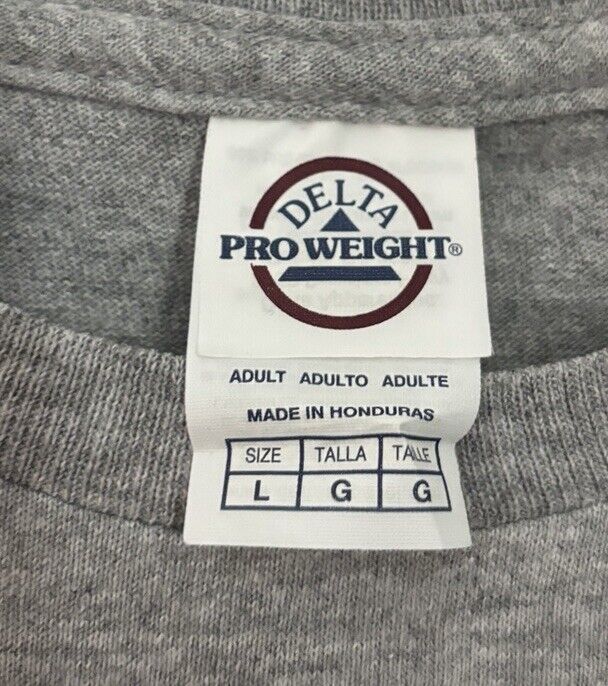 DELTA
PRO WEIGHT®
ADULT ADULTO ADULTE
MADE IN HONDURAS
SIZE TALLA TAILLE
L G G